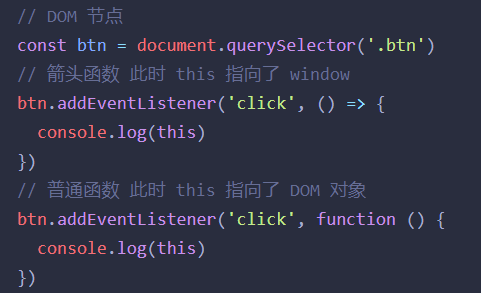 // DOM 节点
const btn = document.querySelector('.btn')
// 箭头函数 此时 this 指向了 window
btn.addEventListener('click', () => {
  console.log(this)
})
// 普通函数 此时 this 指向了 DOM 对象
btn.addEventListener('click', function () {
  console.log(this)
})